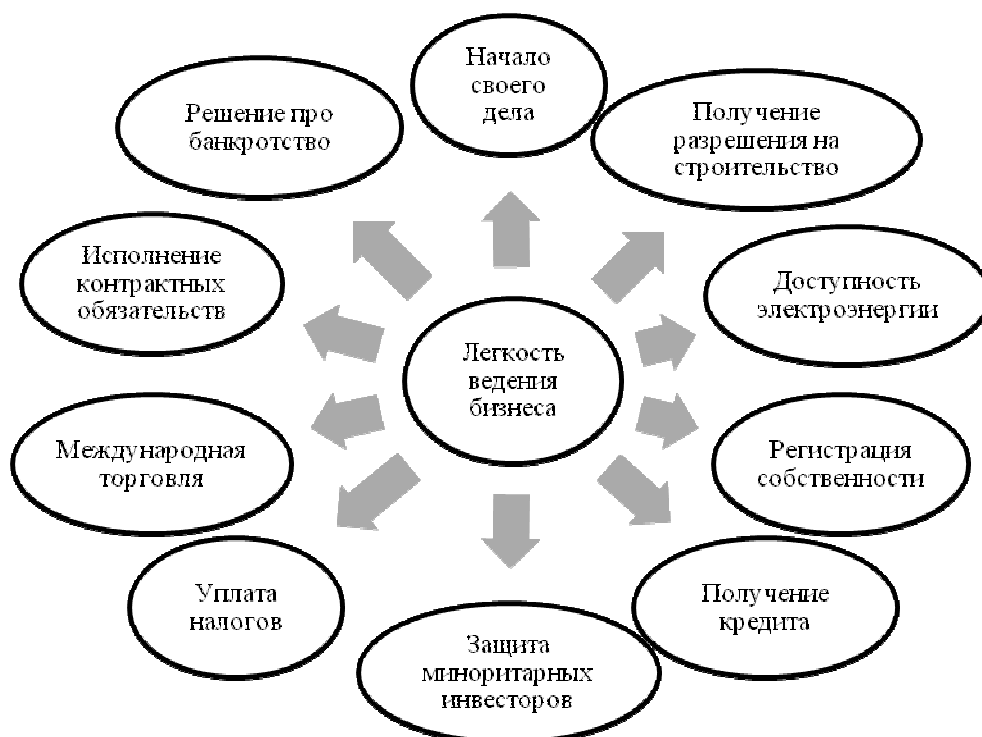 Начало
своего
дела
Получение
разрешения на
строительство
Доступность
электроэнергии
Регистрация
собственности
Получение
кредита
Защита
миноритарных
инвесторов
Уплата
налогов
Международная
торговля
Исполнение
контрактных
обязательств
Решение про
банкротство
Легкость
ведения
бизнеса